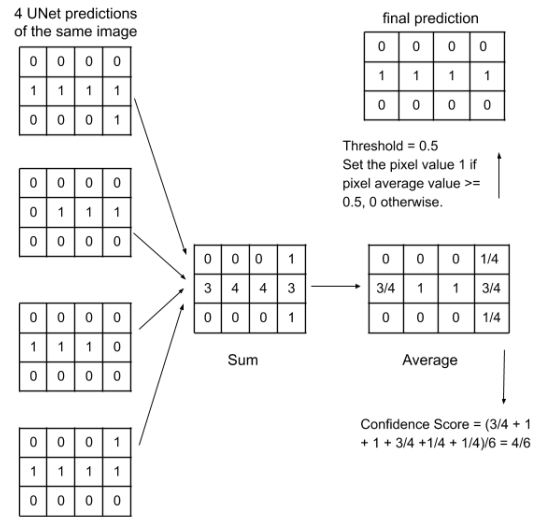 4 UNet predictions
of the same image
0 0 0 0
1 1 1 1
0 0 0 1
0 0 0 0
0 1 1 1
0 0 0 0
0 0 0 0
1 1 1 0
0 0 0 0
0 0 0 1
1 1 1 1
0 0 0 0
0 0 0 1
3 4 4 3
0 0 0 1
Sum
final prediction
0 0 0 0
1 1 1 1
0 0 0 0
Threshold = 0.5
Set the pixel value 1 if
pixel average value >=
0.5, 0 otherwise.
0 0 0 1/4
3/4 1 1 3/4
0 0 0 1/4
Average
Confidence Score = (3/4 + 1
+ 1 + 3/4 +1/4 + 1/4)/6 = 4/6